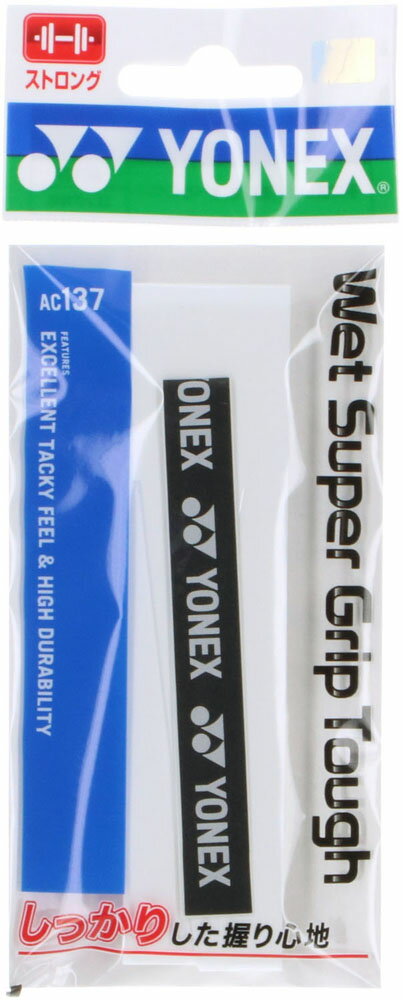 ストロング
YONEX®
AC137
FEATURES
EXCELLENT TACKY FEEL & HIGH DURABILITY
ONEX YONEX YONEX
Wet Super Grip Tough
しっかりした握り心地